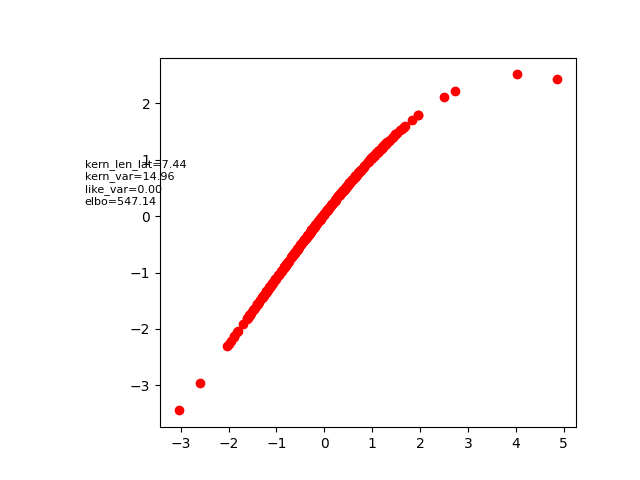 2
1
0
−1
−2
−3
kern_len_lat=7.44
kern_var=14.96
like_var=0.00
elbo=547.14
−3 −2 −1 0 1 2 3 4 5